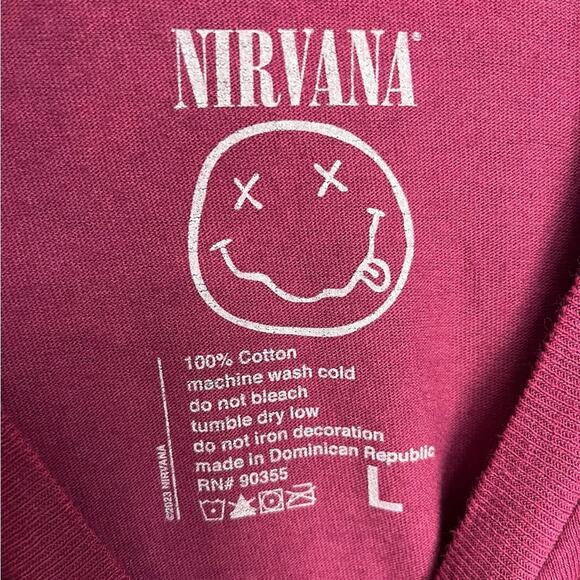 NIRVANA®
100% Cotton
machine wash cold
do not bleach
tumble dry low
do not iron decoration
made in Dominican Republic
RN# 90355
L
©2023 NIRVANA